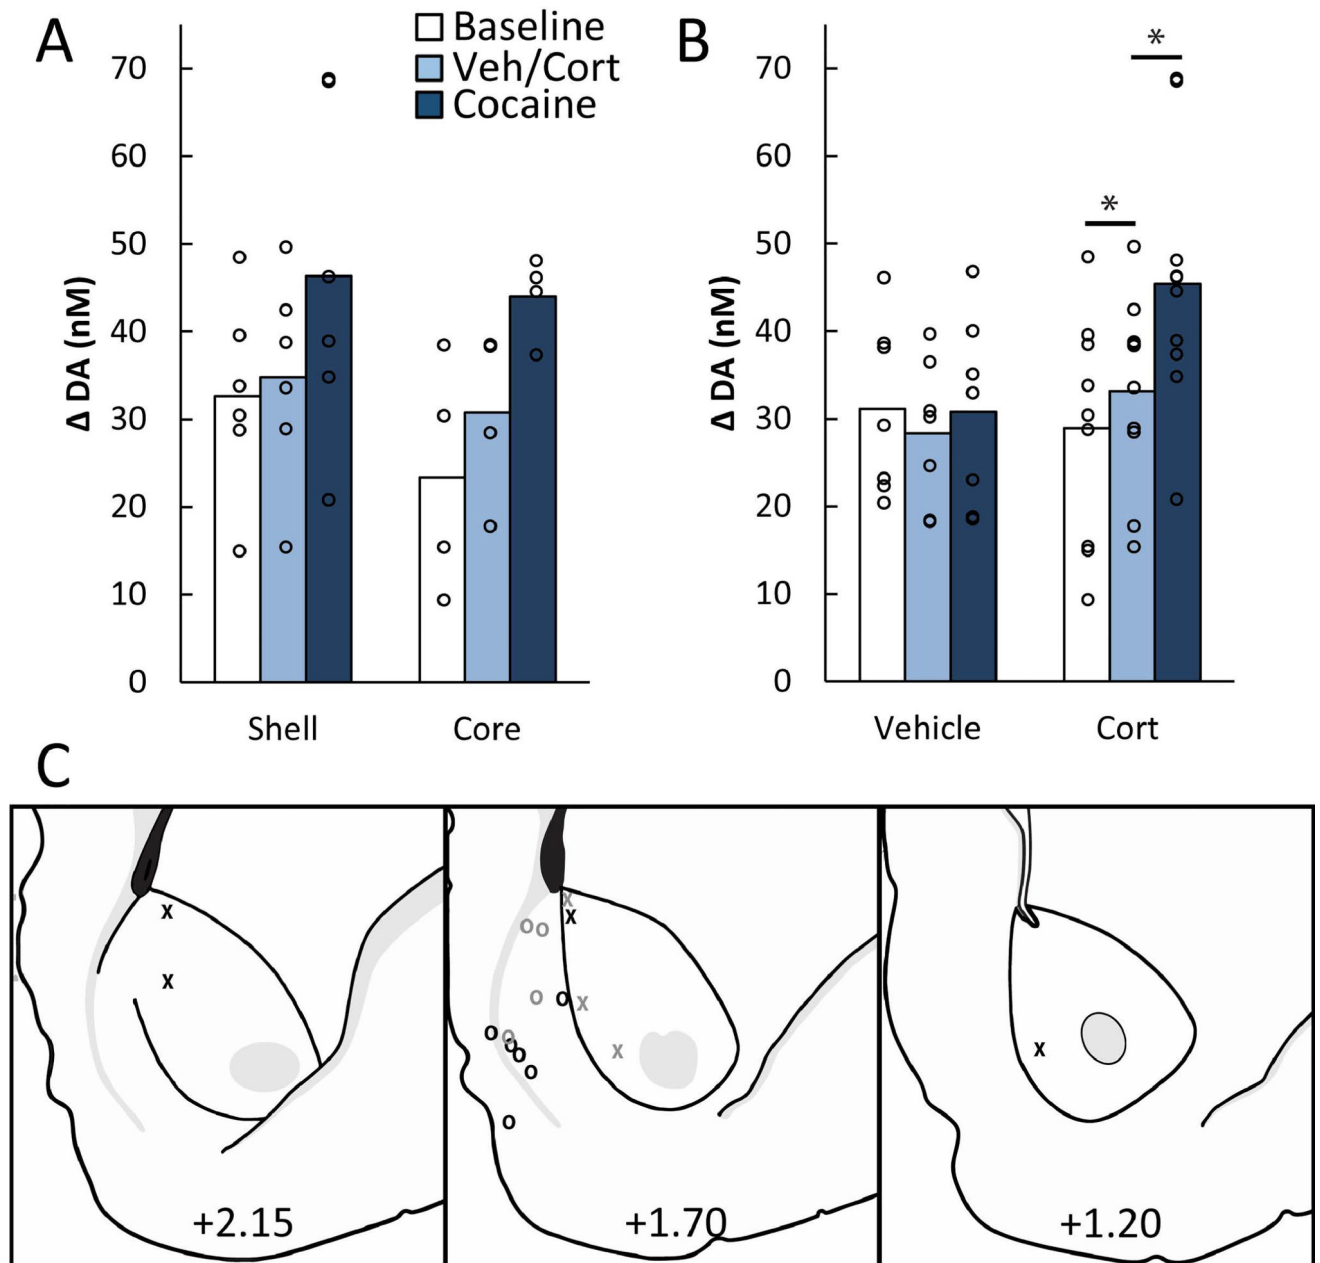 A
Baseline
Veh/Cort
Cocaine
Δ DA (nM)
70
60
50
40
30
20
10
0
Shell Core
B
*
*
Δ DA (nM)
70
60
50
40
30
20
10
0
Vehicle Cort
C
x
x
+2.15
x
x
o o
o o x
o o
o o
o x
o
+1.70
x
+1.20